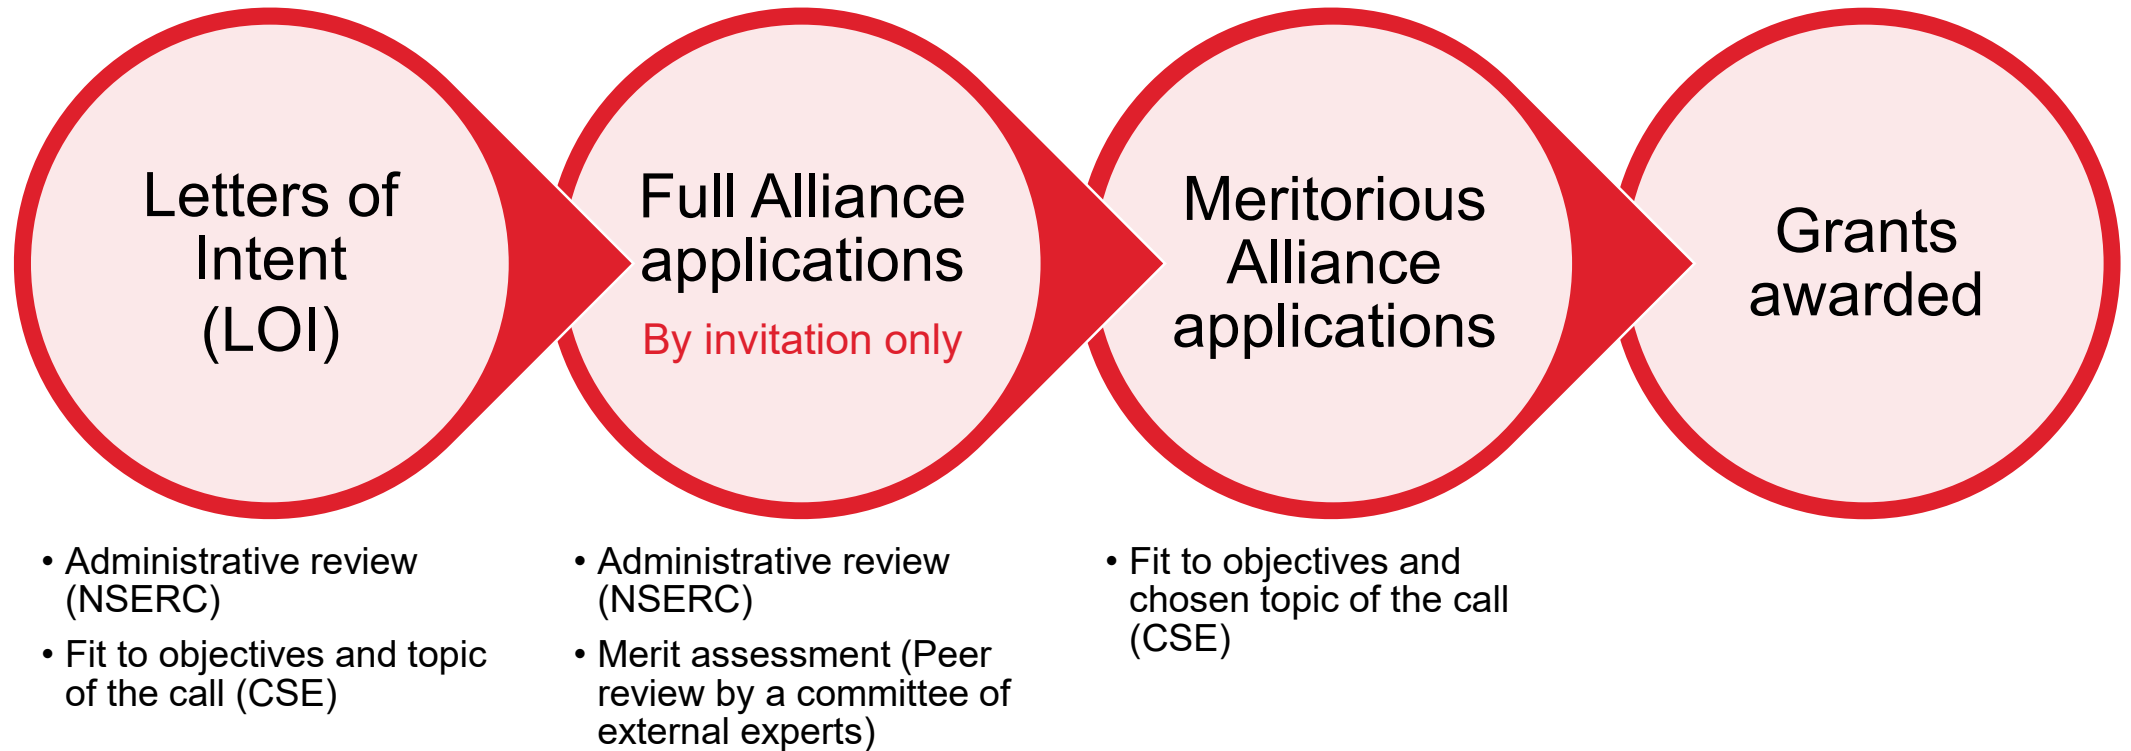 Letters of
Intent
(LOI)
• Administrative review
(NSERC)
• Fit to objectives and topic
of the call (CSE)
Full Alliance
applications
By invitation only
• Administrative review
(NSERC)
• Merit assessment (Peer
review by a committee of
external experts)
Meritorious
Alliance
applications
• Fit to objectives and
chosen topic of the call
(CSE)
Grants
awarded